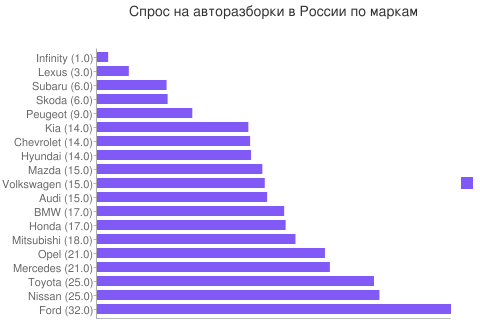 Спрос на авторазборки в России по маркам
Infinity (1.0)
Lexus (3.0)
Subaru (6.0)
Skoda (6.0)
Peugeot (9.0)
Kia (14.0)
Chevrolet (14.0)
Hyundai (14.0)
Mazda (15.0)
Volkswagen (15.0)
Audi (15.0)
BMW (17.0)
Honda (17.0)
Mitsubishi (18.0)
Opel (21.0)
Mercedes (21.0)
Toyota (25.0)
Nissan (25.0)
Ford (32.0)